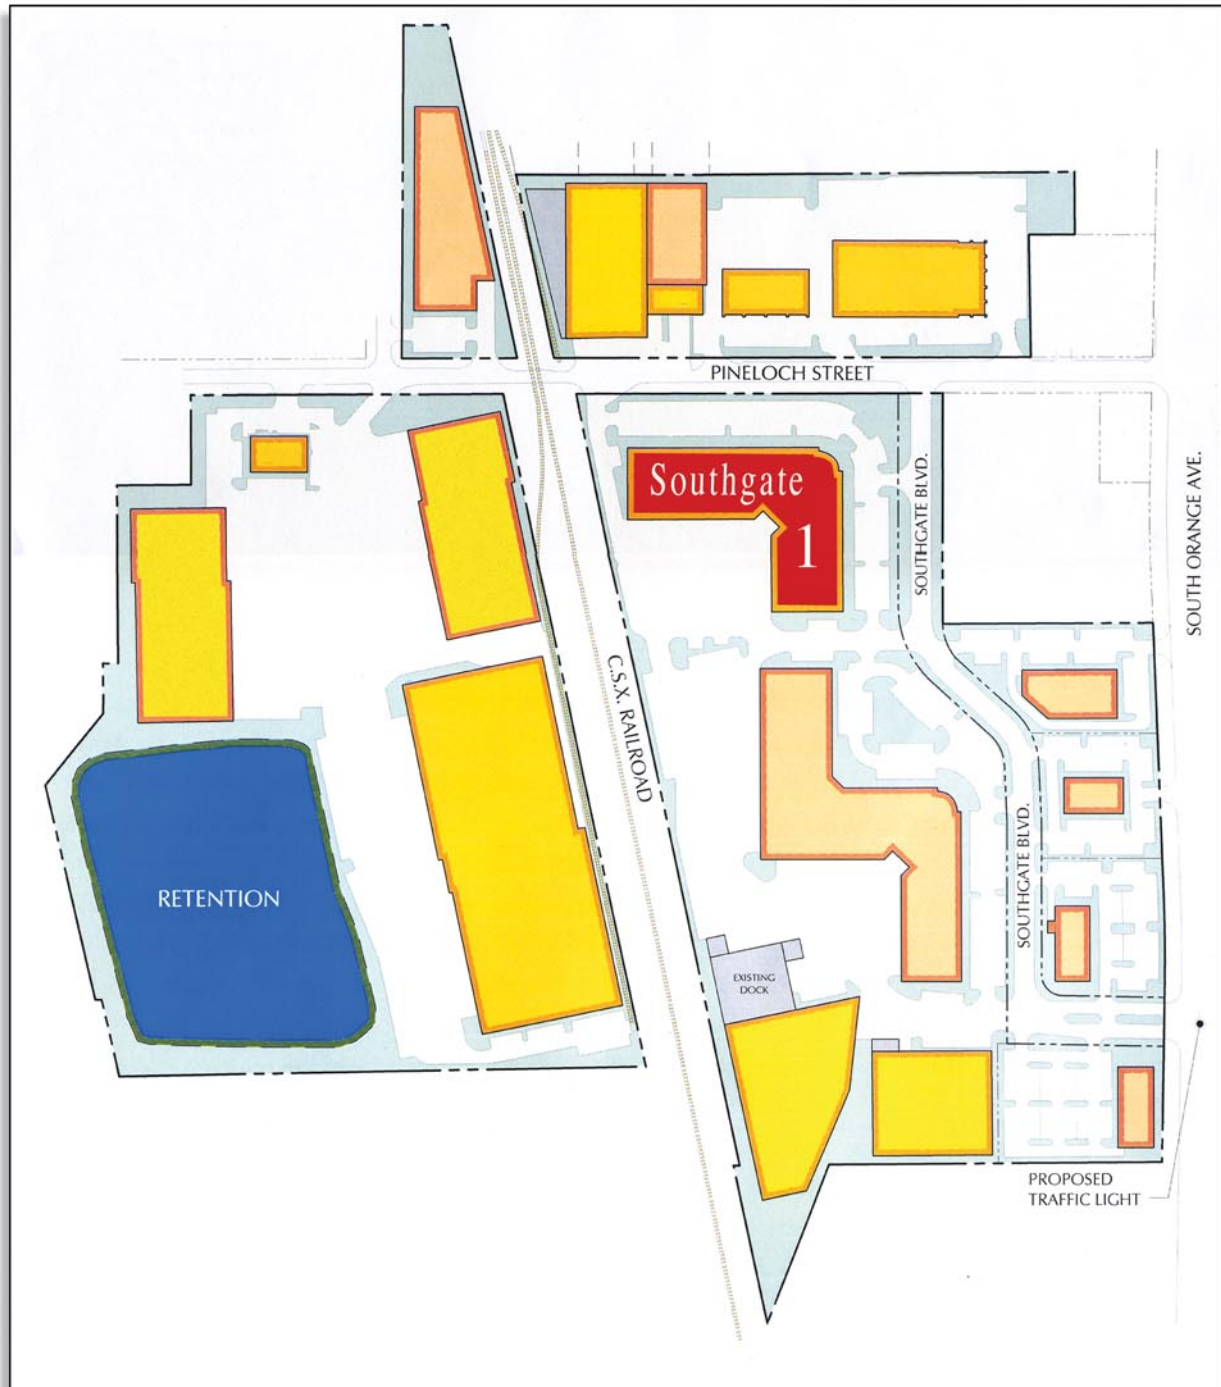 PINELOCH STREET
Southgate
1
SOUTHGATE BLVD.
SOUTH ORANGE AVE.
C.S.X. RAILROAD
SOUTHGATE BLVD.
RETENTION
EXISTING
DOCK
PROPOSED
TRAFFIC LIGHT